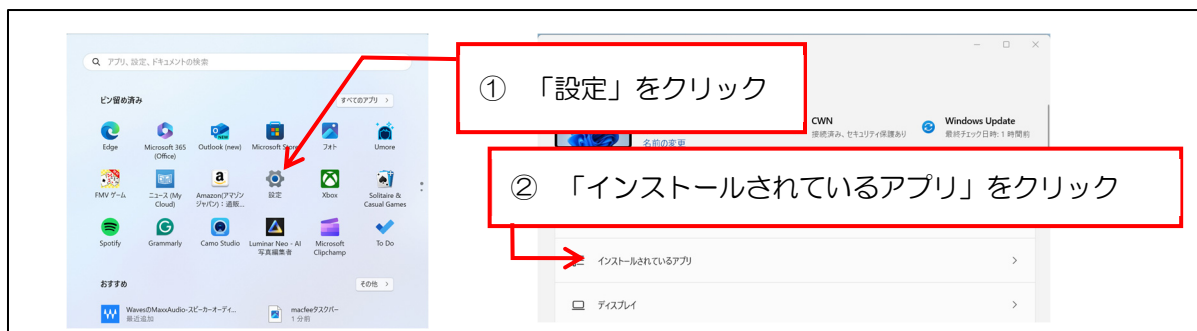 アプリ、設定、ドキュメントの検索
ピン留め済み
すべてのアプリ >
Edge
Microsoft 365
(Office)
Outlook (new)
Microsoft Store
フォト
Umore
FMV ゲーム
ニュース (My
Cloud)
Amazon(アマゾン
ジャパン)：通販...
設定
Xbox
Solitaire &
Casual Games
Spotify
Grammarly
Camo Studio
Luminar Neo - AI
写真編集者
Microsoft
Clipchamp
To Do
おすすめ
その他 >
WavesのMaxxAudio-スピーカーオーディ...
最近追加
macfeeタスクバー
1 分前
① 「設定」をクリック
CWN
接続済み、セキュリティ保護あり
Windows Update
最終チェック日時: 1 時間前
名前の変更
② 「インストールされているアプリ」をクリック
インストールされているアプリ
ディスプレイ